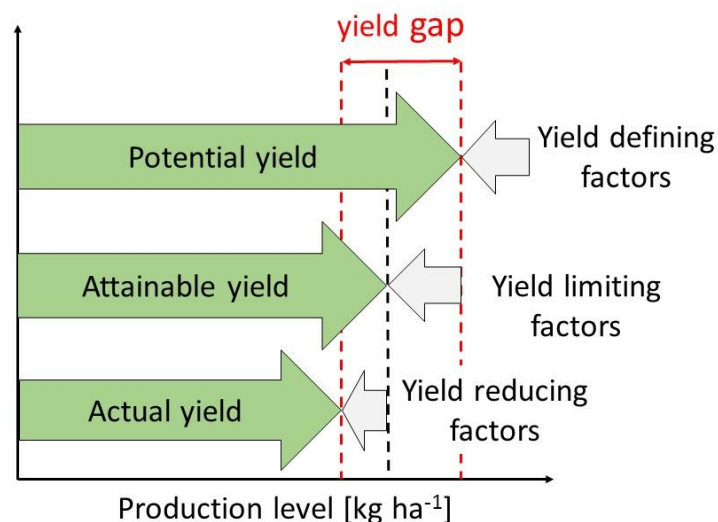 yield gap
Potential yield
Yield defining
factors
Attainable yield
Yield limiting
factors
Actual yield
Yield reducing
factors
Production level [kg ha⁻¹]